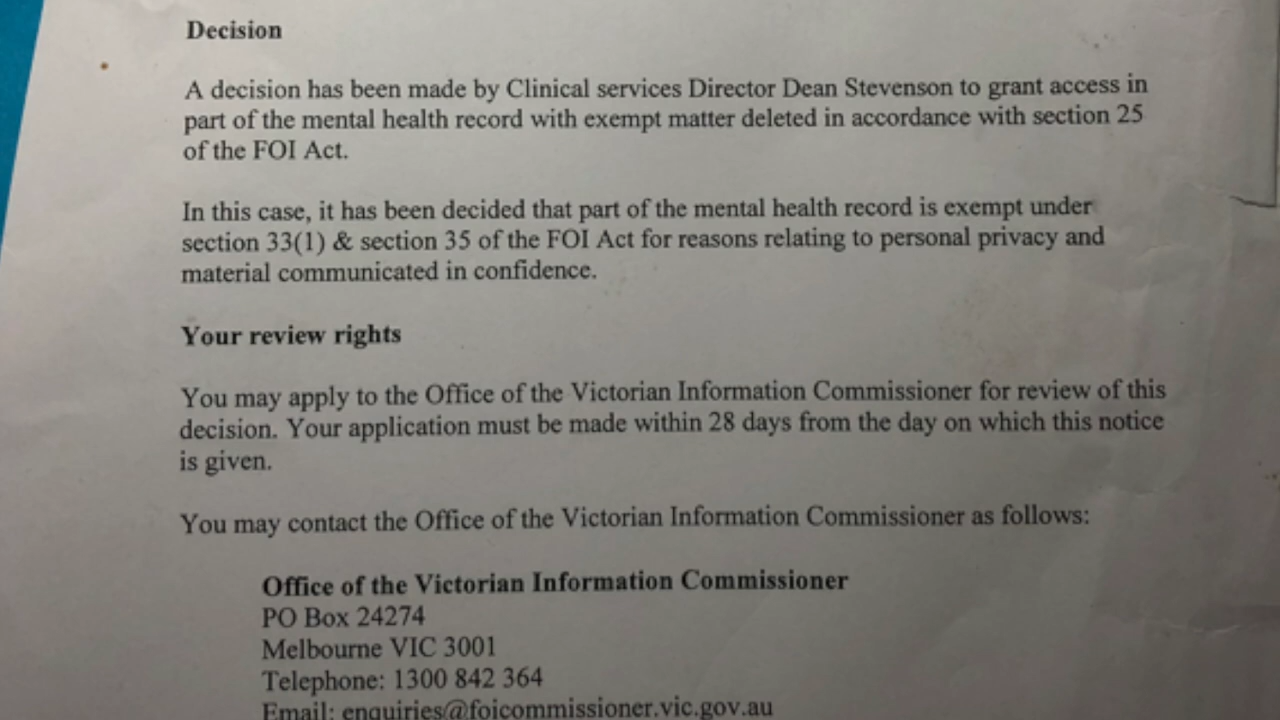 Decision
A decision has been made by Clinical services Director Dean Stevenson to grant access in
part of the mental health record with exempt matter deleted in accordance with section 25
of the FOI Act.
In this case, it has been decided that part of the mental health record is exempt under
section 33(1) & section 35 of the FOI Act for reasons relating to personal privacy and
material communicated in confidence.
Your review rights
You may apply to the Office of the Victorian Information Commissioner for review of this
decision. Your application must be made within 28 days from the day on which this notice
is given.
You may contact the Office of the Victorian Information Commissioner as follows:
Office of the Victorian Information Commissioner
PO Box 24274
Melbourne VIC 3001
Telephone: 1300 842 364
Email: enquiries@foicommissioner.vic.gov.au